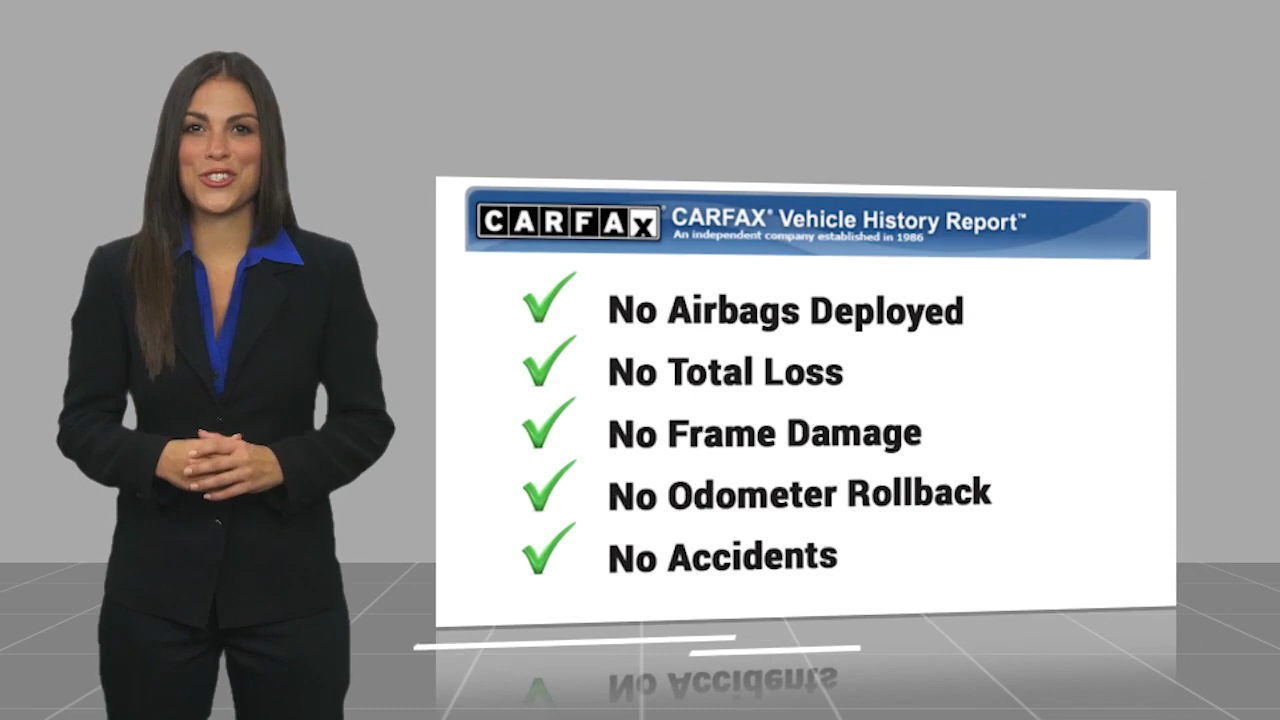 CARFAX® CARFAX® Vehicle History Report™
An independent company established in 1986
No Airbags Deployed
No Total Loss
No Frame Damage
No Odometer Rollback
No Accidents
No Accidents